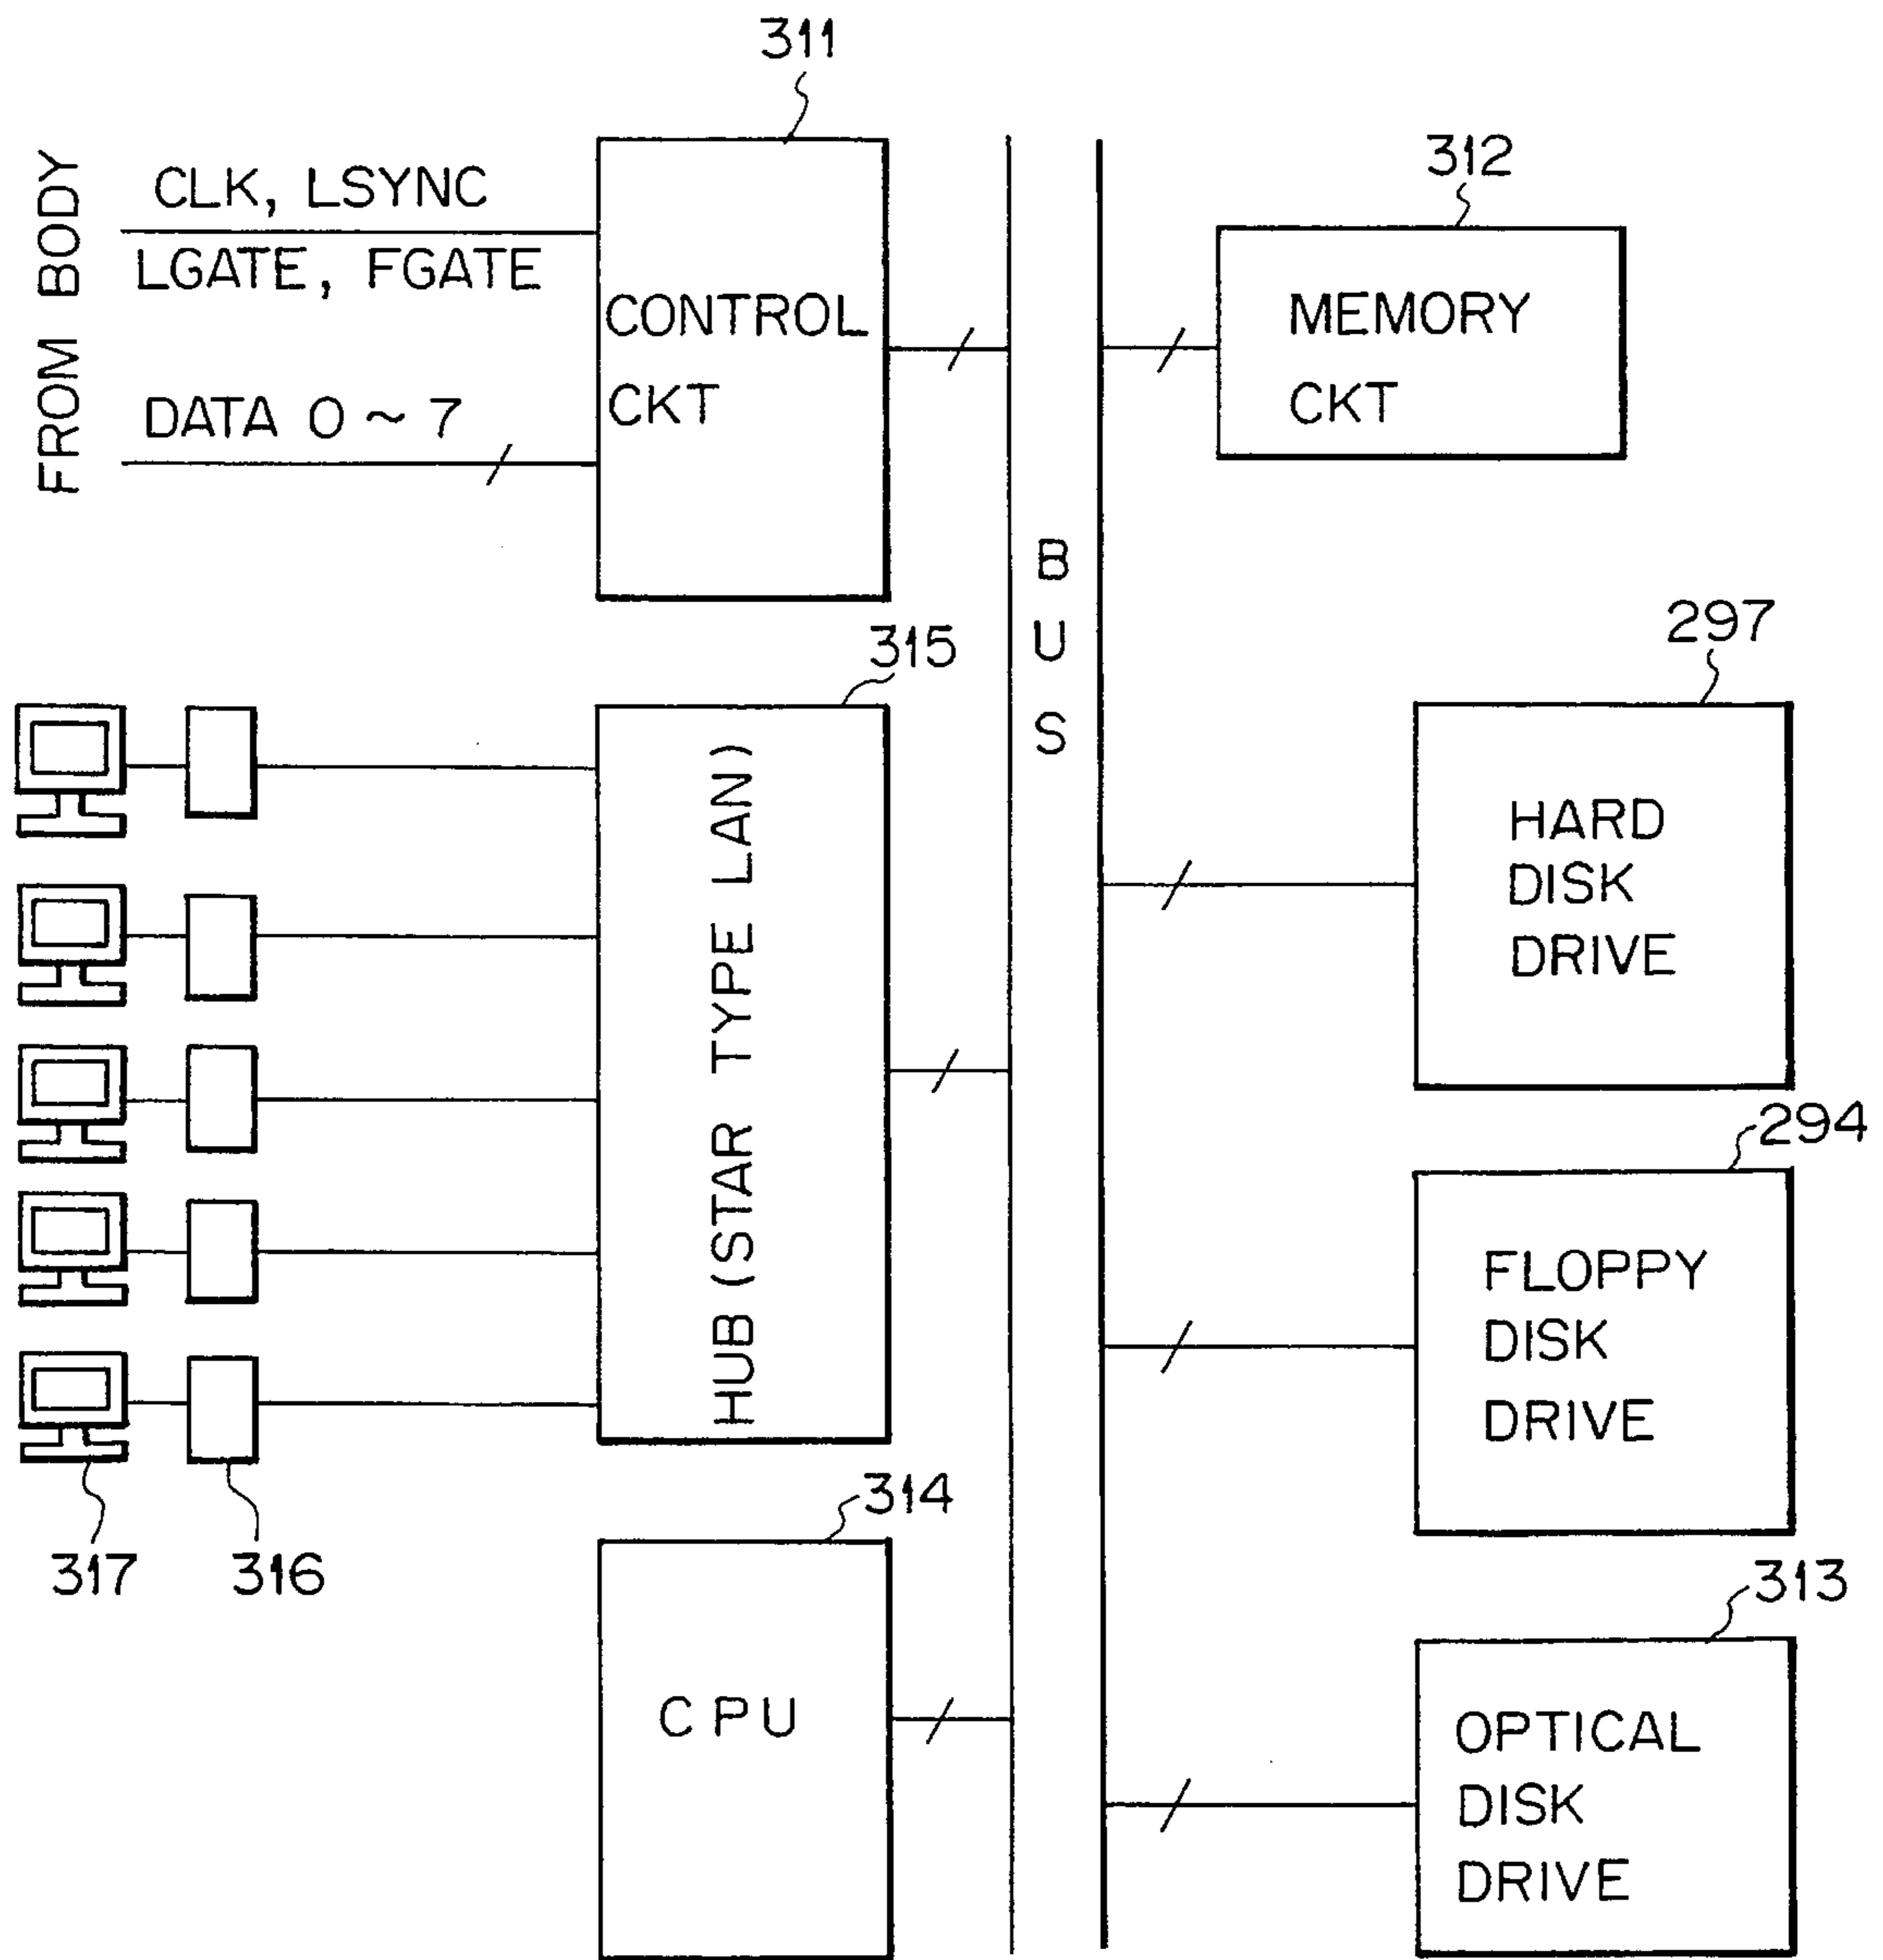 311
FROM BODY
CLK, LSYNC
LGATE, FGATE
DATA 0 ~ 7
CONTROL
CKT
312
MEMORY
CKT
BUS
315
HUB (STAR TYPE LAN)
297
HARD
DISK
DRIVE
294
FLOPPY
DISK
DRIVE
317
316
314
CPU
313
OPTICAL
DISK
DRIVE